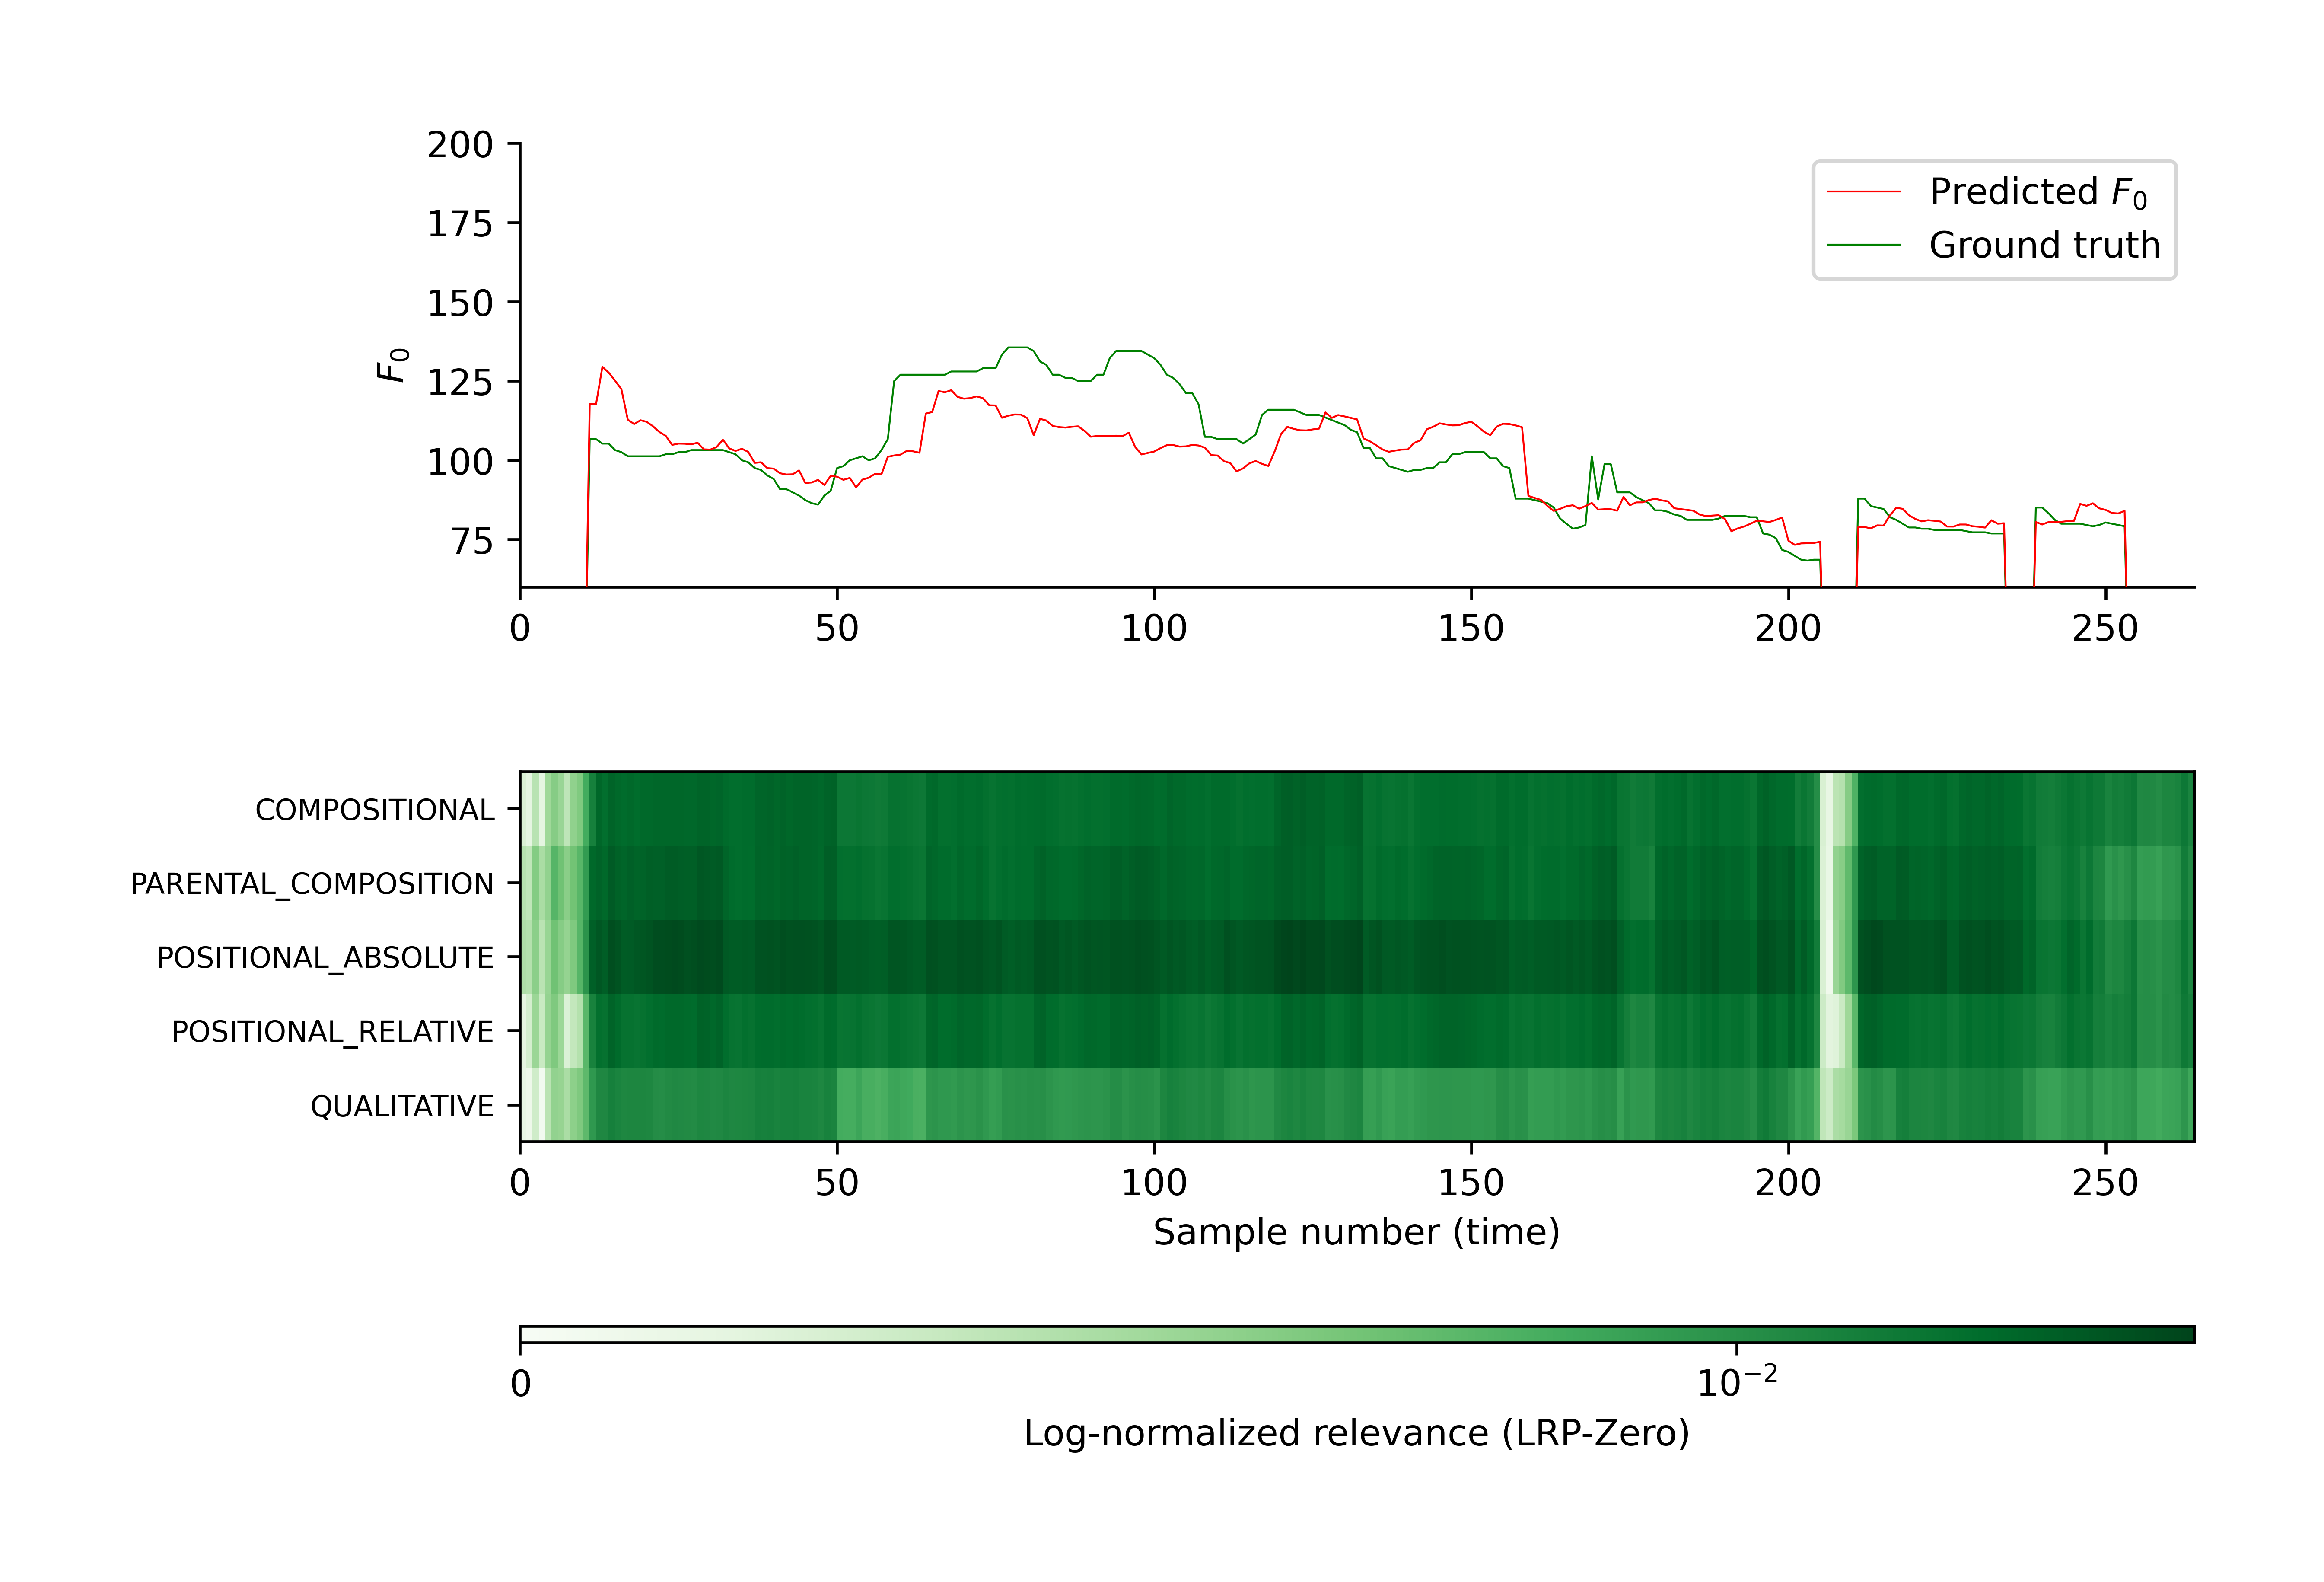 200
175
150
125
100
75
F0
Predicted F0
Ground truth
0 50 100 150 200 250
COMPOSITIONAL
PARENTAL_COMPOSITION
POSITIONAL_ABSOLUTE
POSITIONAL_RELATIVE
QUALITATIVE
0 50 100 150 200 250
Sample number (time)
0 10−2
Log-normalized relevance (LRP-Zero)